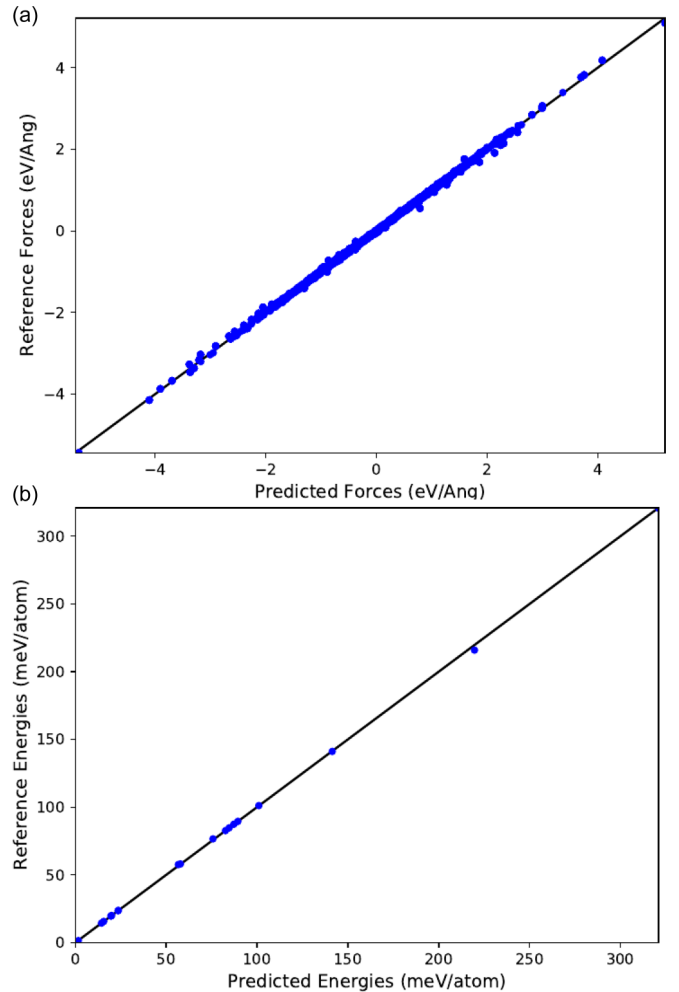 (a)
4
2
0
−2
−4
Reference Forces (eV/Ang)
−4 −2 0 2 4
Predicted Forces (eV/Ang)
(b)
300
250
200
150
100
50
0
Reference Energies (meV/atom)
0 50 100 150 200 250 300
Predicted Energies (meV/atom)